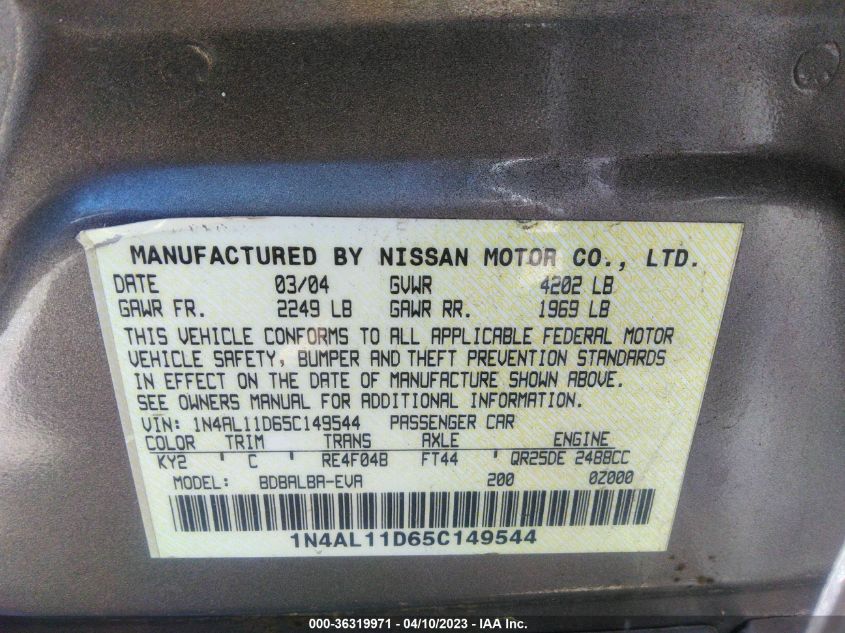 MANUFACTURED BY NISSAN MOTOR CO., LTD.
DATE 03/04 GVWR 4202 LB
GAWR FR. 2249 LB GAWR RR. 1969 LB
THIS VEHICLE CONFORMS TO ALL APPLICABLE FEDERAL MOTOR
VEHICLE SAFETY, BUMPER AND THEFT PREVENTION STANDARDS
IN EFFECT ON THE DATE OF MANUFACTURE SHOWN ABOVE.
SEE OWNERS MANUAL FOR ADDITIONAL INFORMATION.
VIN: 1N4AL11D65C149544 PASSENGER CAR
COLOR TRIM TRANS AXLE ENGINE
KY2 C RE4F04B FT44 QR25DE 2488CC
MODEL: BDBALBA-EVA 200 0Z000
1N4AL11D65C149544
000-36319971 - 04/10/2023 - IAA Inc.